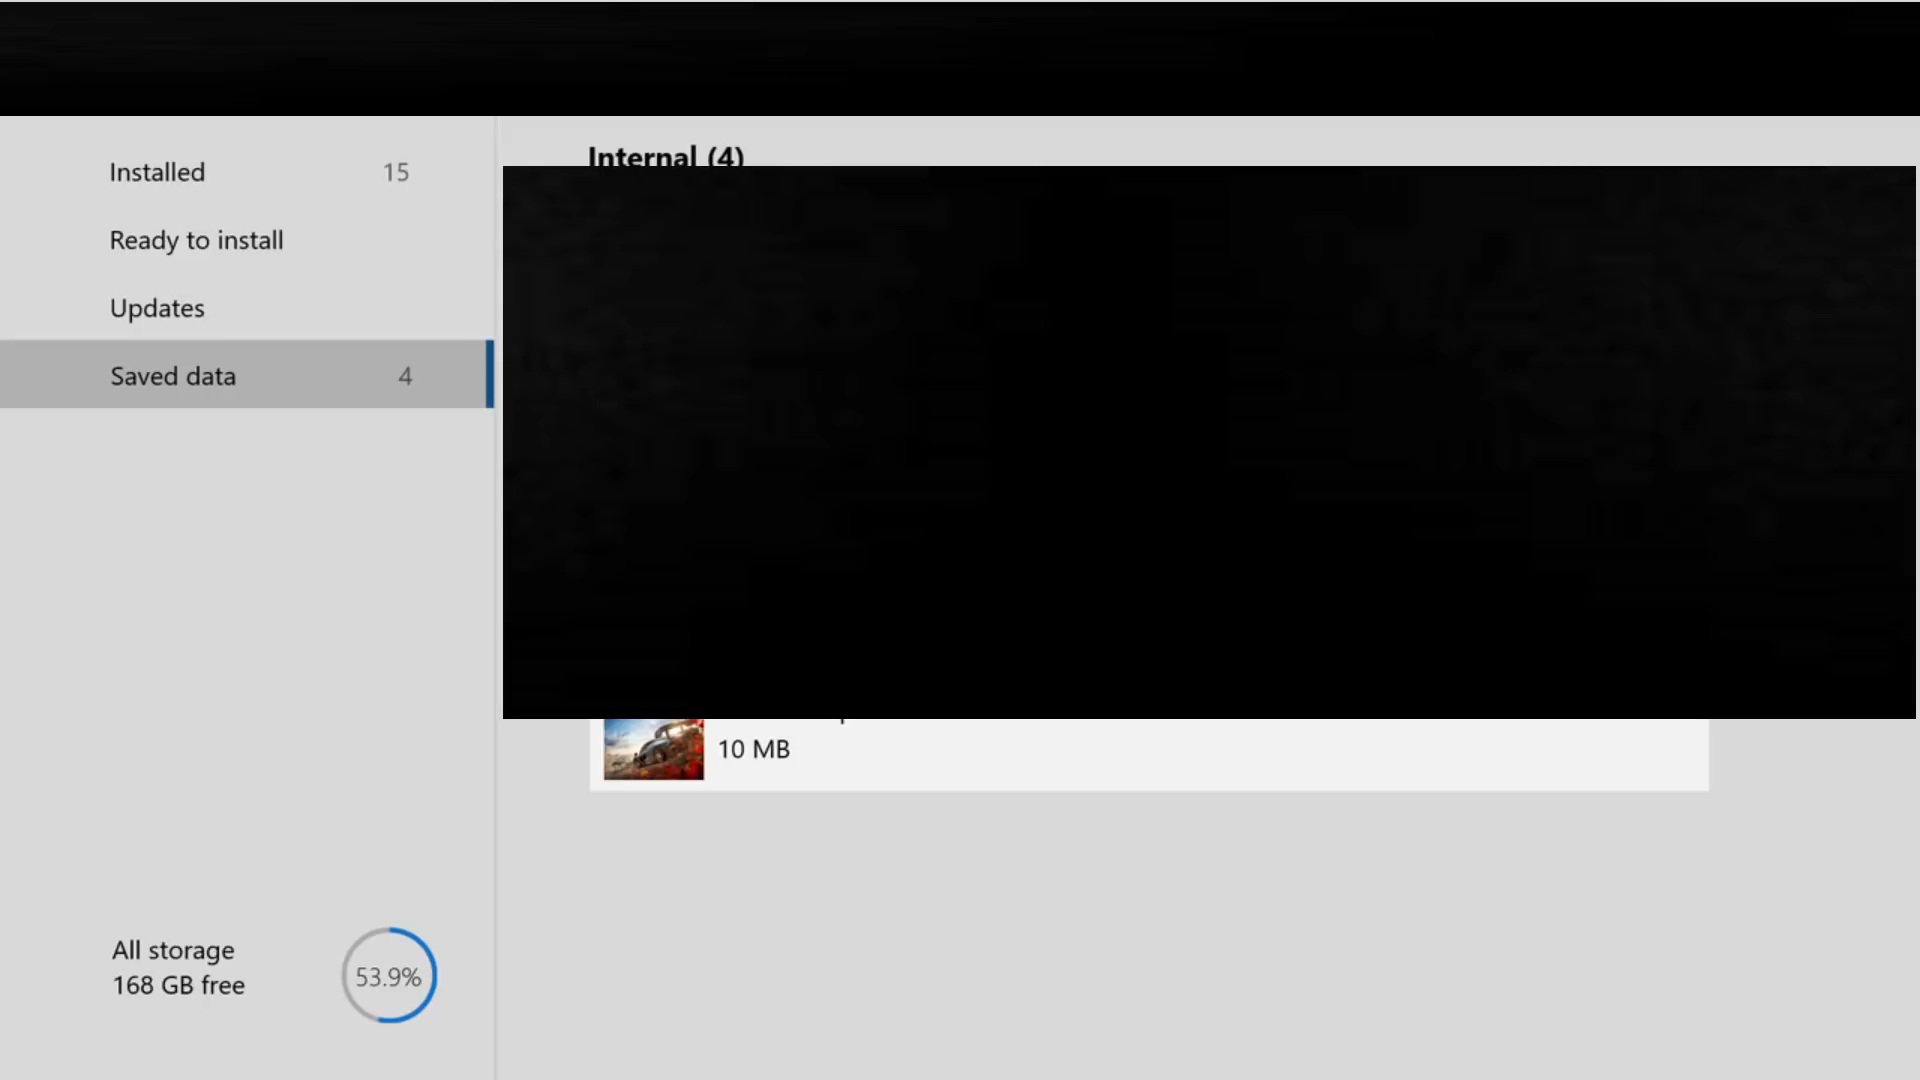 Installed 15
Ready to install
Updates
Saved data 4
All storage
168 GB free
53.9%
Internal (4)
10 MB